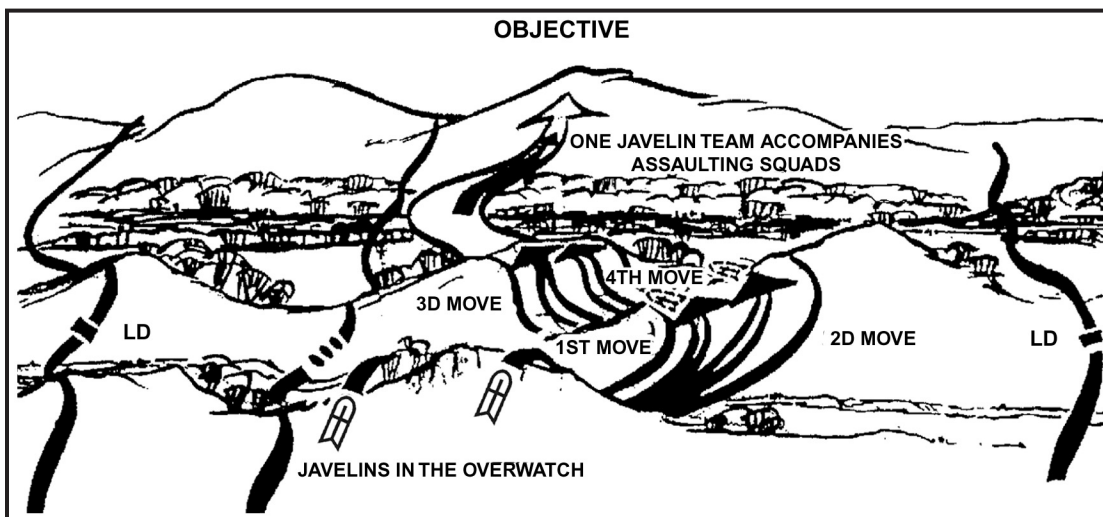 OBJECTIVE
ONE JAVELIN TEAM ACCOMPANIES
ASSAULTING SQUADS
4TH MOVE
3D MOVE
LD
1ST MOVE
2D MOVE
LD
JAVELINS IN THE OVERWATCH